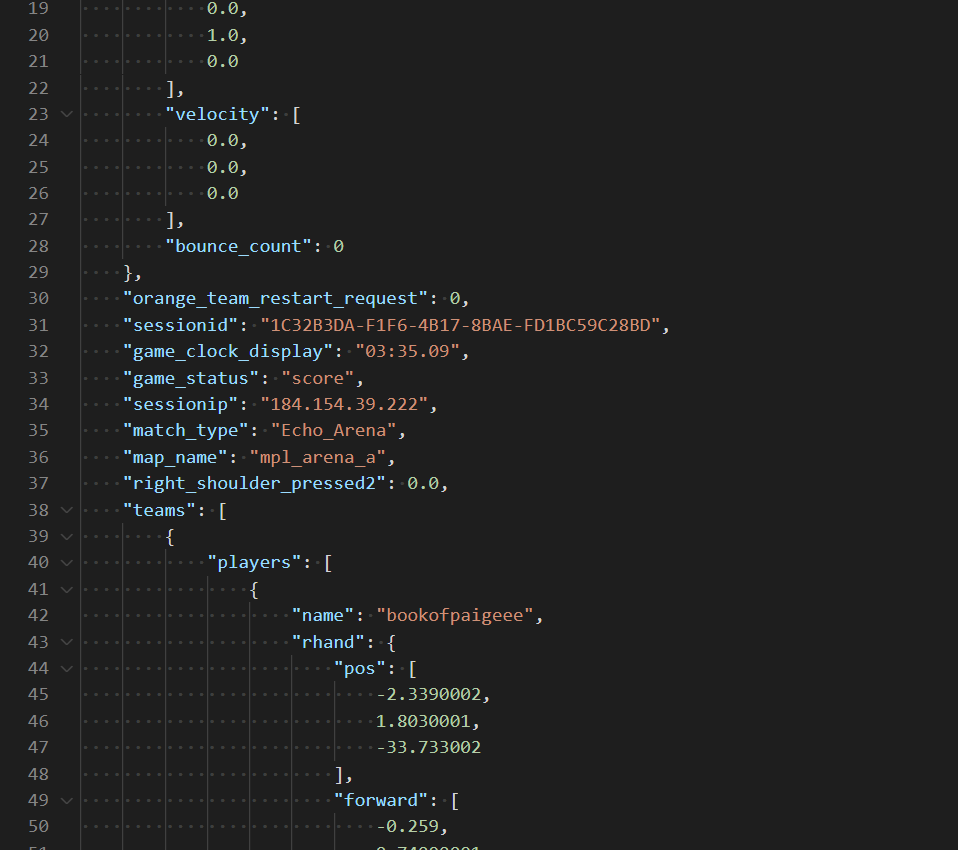 19 0.0,
20 1.0,
21 0.0
22 ],
23 "velocity": [
24 0.0,
25 0.0,
26 0.0
27 ],
28 "bounce_count": 0
29 },
30 "orange_team_restart_request": 0,
31 "sessionid": "1C32B3DA-F1F6-4B17-8BAE-FD1BC59C28BD",
32 "game_clock_display": "03:35.09",
33 "game_status": "score",
34 "sessionip": "184.154.39.222",
35 "match_type": "Echo_Arena",
36 "map_name": "mpl_arena_a",
37 "right_shoulder_pressed2": 0.0,
38 "teams": [
39 {
40 "players": [
41 {
42 "name": "bookofpaigeee",
43 "rhand": {
44 "pos": [
45 -2.3390002,
46 1.8030001,
47 -33.733002
48 ],
49 "forward": [
50 -0.259,